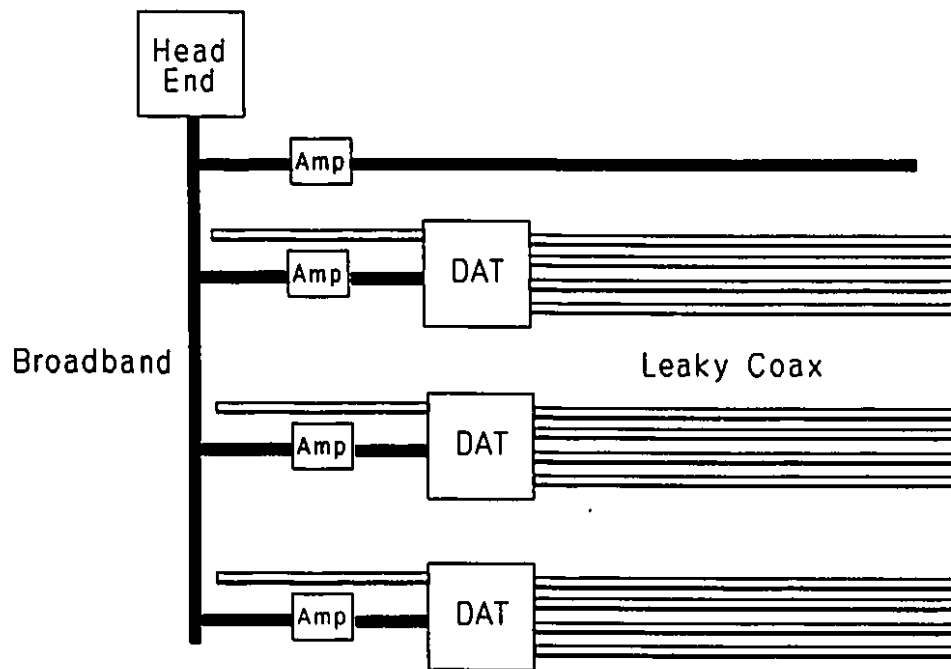 Head
End
Amp
DAT
Amp
Broadband
Leaky Coax
DAT
Amp
DAT
Amp